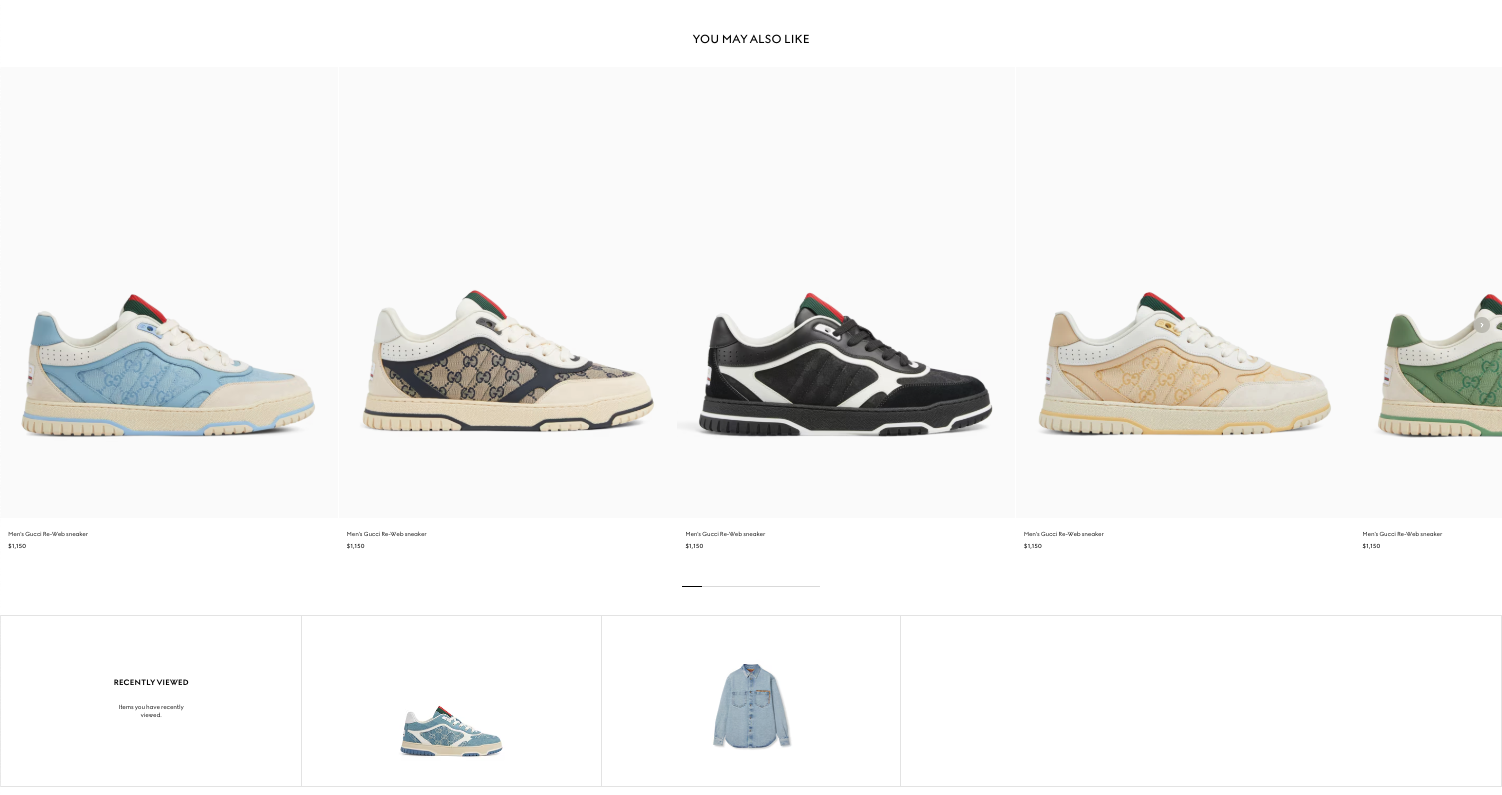 YOU MAY ALSO LIKE
Men's Gucci Re-Web sneaker
$1,150
Men's Gucci Re-Web sneaker
$1,150
Men's Gucci Re-Web sneaker
$1,150
Men's Gucci Re-Web sneaker
$1,150
Men's Gucci Re-Web sneaker
$1,150
RECENTLY VIEWED
Items you have recently
viewed.